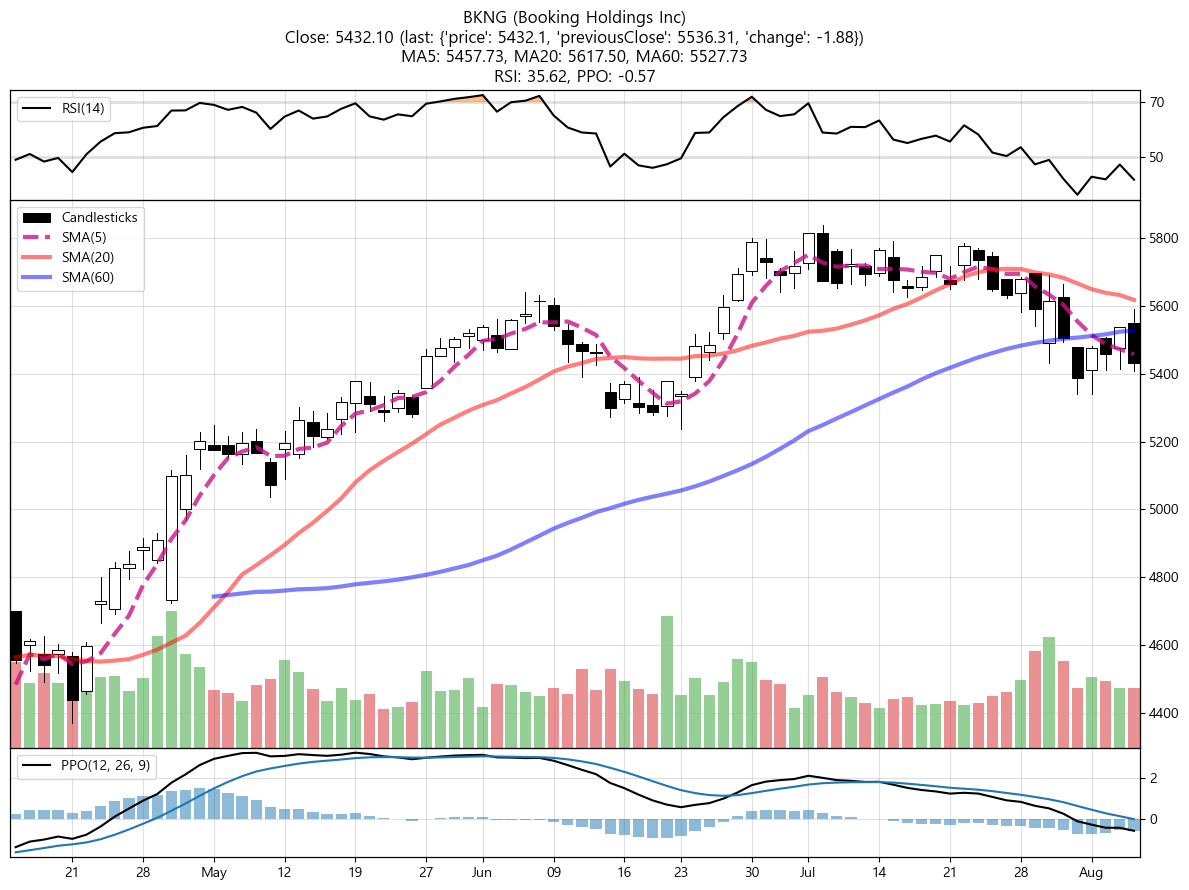 BKNG (Booking Holdings Inc)
Close: 5432.10 (last: {'price': 5432.1, 'previousClose': 5536.31, 'change': -1.88})
MA5: 5457.73, MA20: 5617.50, MA60: 5527.73
RSI: 35.62, PPO: -0.57
RSI(14)
70
50
Candlesticks
SMA(5)
SMA(20)
SMA(60)
5800
5600
5400
5200
5000
4800
4600
4400
PPO(12, 26, 9)
2
0
21 28 May 12 19 27 Jun 09 16 23 30 Jul 14 21 28 Aug